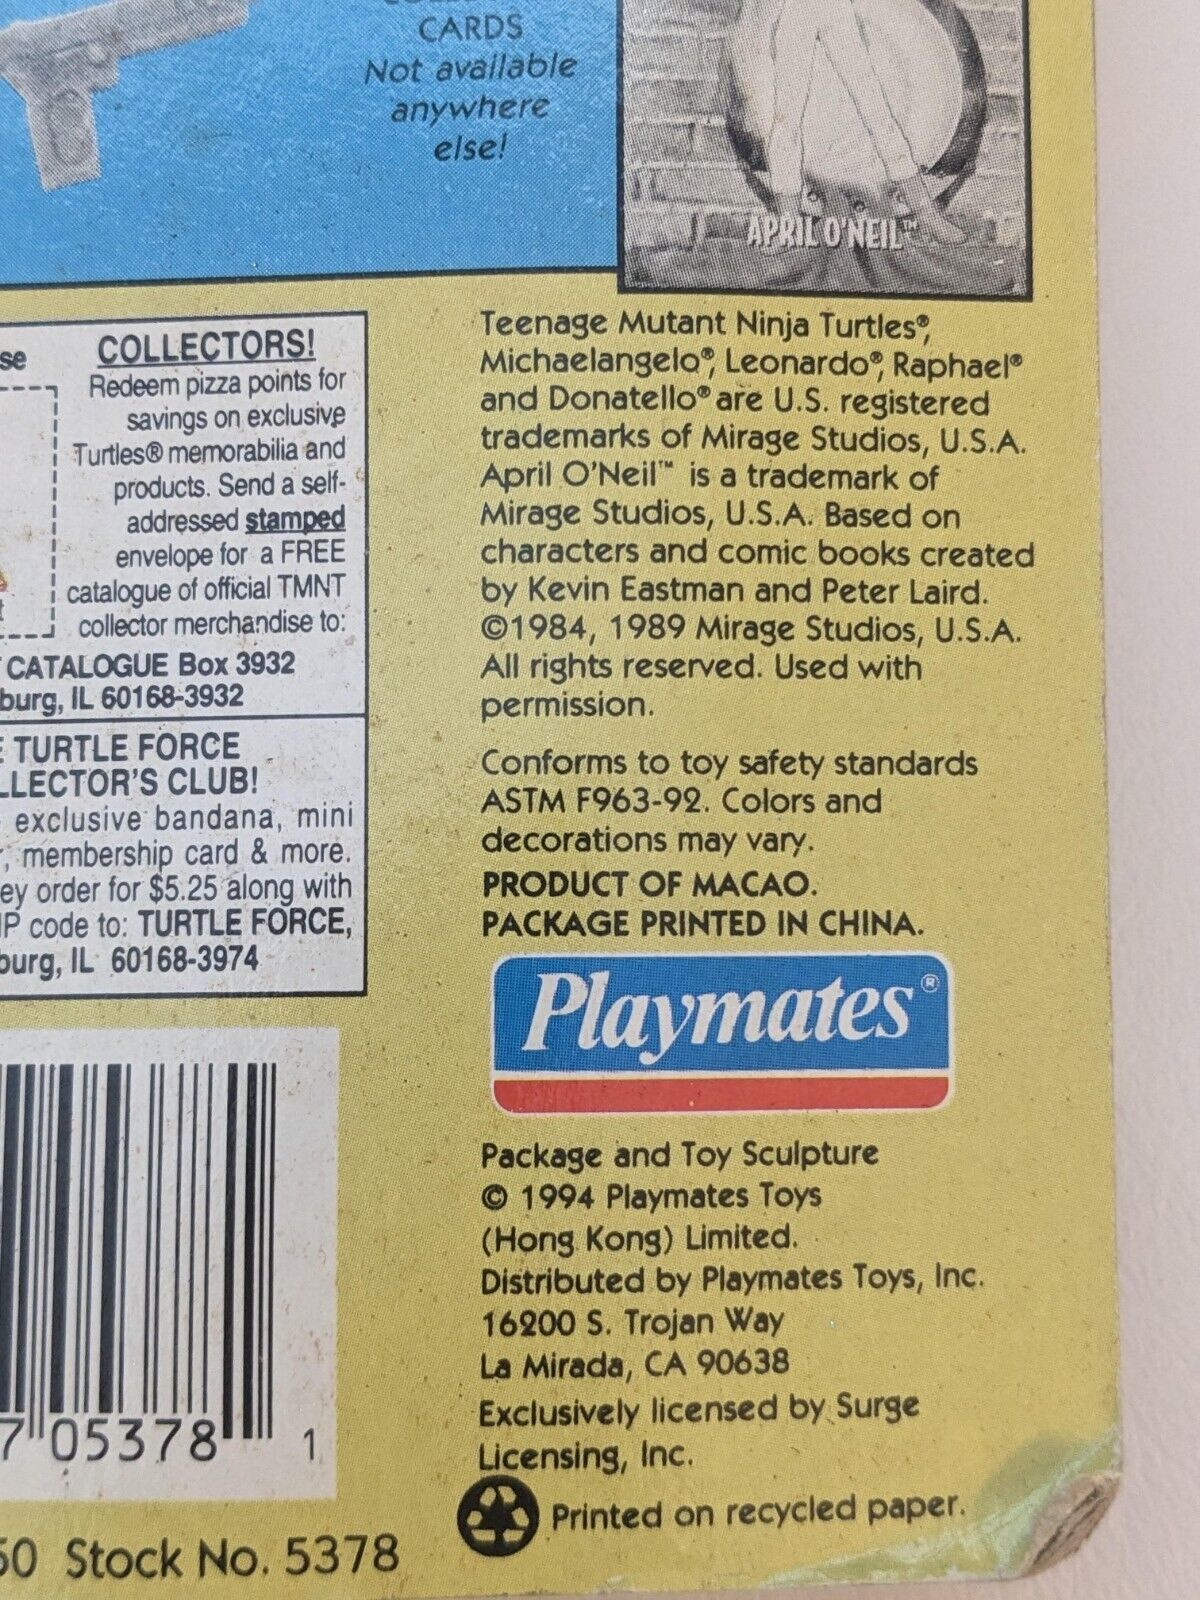 CARDS
Not available
anywhere
else!
APRIL O'NEIL™
se
COLLECTORS!
Redeem pizza points for
savings on exclusive
Turtles® memorabilia and
products. Send a self-
addressed stamped
envelope for a FREE
catalogue of official TMNT
collector merchandise to:
CATALOGUE Box 3932
burg, IL 60168-3932
TURTLE FORCE
LLECTOR'S CLUB!
exclusive bandana, mini
, membership card & more.
ey order for $5.25 along with
IP code to: TURTLE FORCE,
burg, IL 60168-3974
7 05378 1
50 Stock No. 5378
Teenage Mutant Ninja Turtles®,
Michaelangelo®, Leonardo®, Raphael®
and Donatello® are U.S. registered
trademarks of Mirage Studios, U.S.A.
April O'Neil™ is a trademark of
Mirage Studios, U.S.A. Based on
characters and comic books created
by Kevin Eastman and Peter Laird.
©1984, 1989 Mirage Studios, U.S.A.
All rights reserved. Used with
permission.
Conforms to toy safety standards
ASTM F963-92. Colors and
decorations may vary.
PRODUCT OF MACAO.
PACKAGE PRINTED IN CHINA.
Playmates®
Package and Toy Sculpture
© 1994 Playmates Toys
(Hong Kong) Limited.
Distributed by Playmates Toys, Inc.
16200 S. Trojan Way
La Mirada, CA 90638
Exclusively licensed by Surge
Licensing, Inc.
Printed on recycled paper.